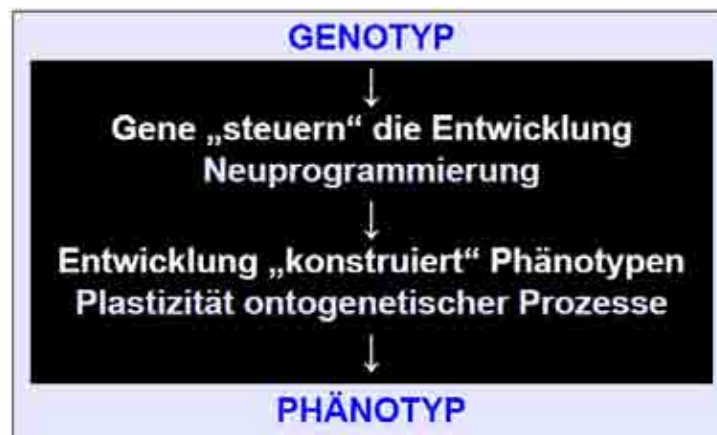 GENOTYP
↓
Gene „steuern“ die Entwicklung
Neuprogrammierung
↓
Entwicklung „konstruiert“ Phänotypen
Plastizität ontogenetischer Prozesse
↓
PHÄNOTYP